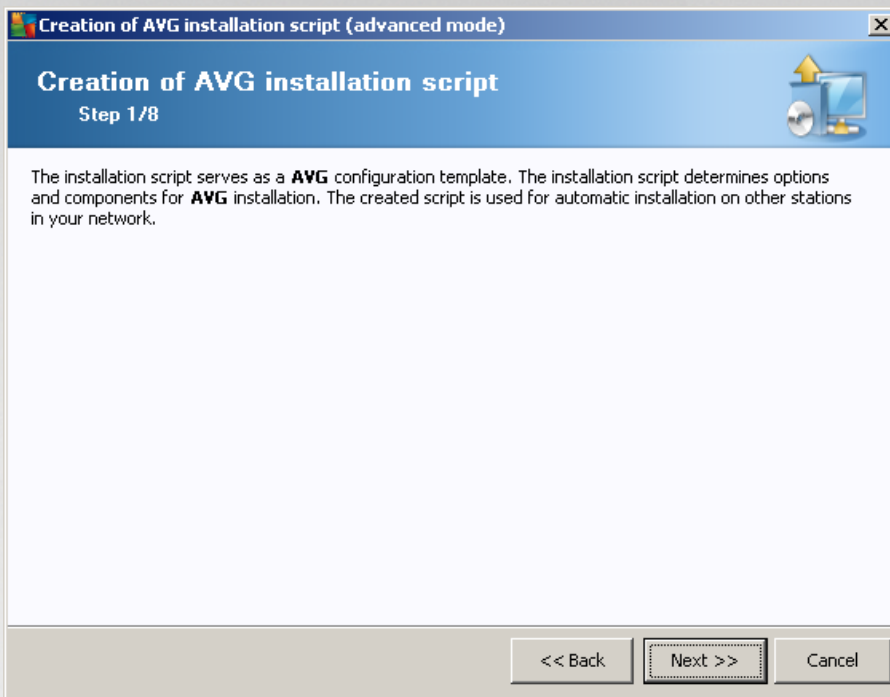 Creation of AVG installation script (advanced mode)
Creation of AVG installation script
Step 1/8
The installation script serves as a AVG configuration template. The installation script determines options
and components for AVG installation. The created script is used for automatic installation on other stations
in your network.
<< Back
Next >>
Cancel